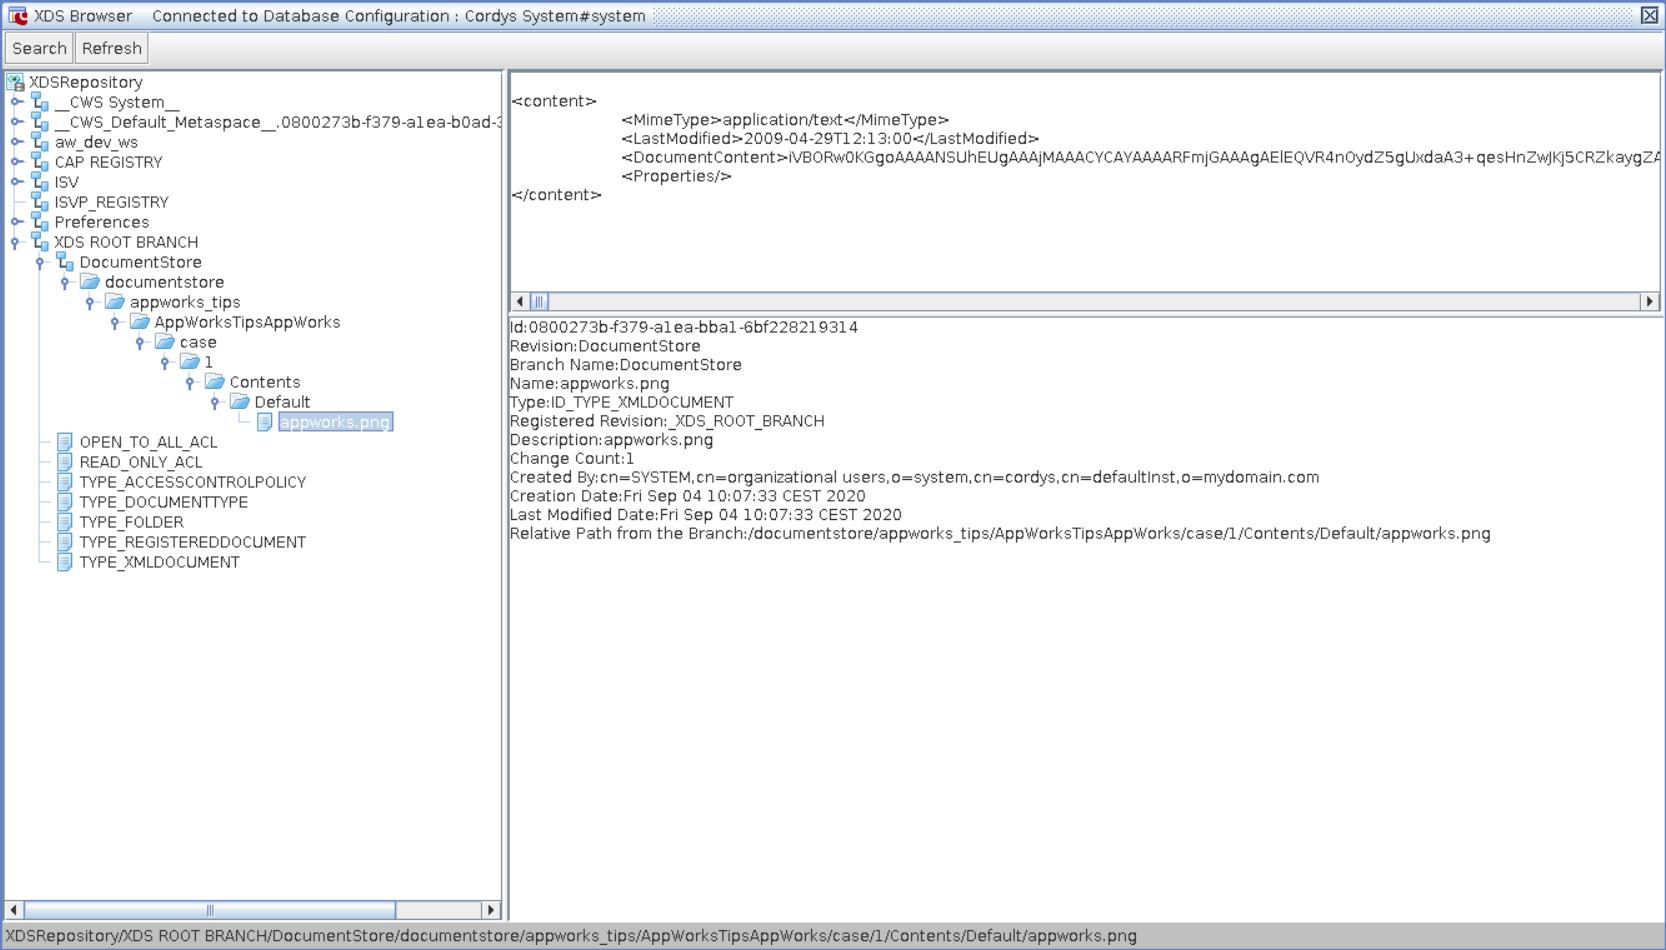 XDS Browser Connected to Database Configuration : Cordys System#system
Search Refresh
XDSRepository
__CWS System__
__CWS_Default_Metaspace__.0800273b-f379-a1ea-b0ad-
aw_dev_ws
CAP REGISTRY
ISV
ISVP_REGISTRY
Preferences
XDS ROOT BRANCH
DocumentStore
documentstore
appworks_tips
AppWorksTipsAppWorks
case
1
Contents
Default
appworks.png
OPEN_TO_ALL_ACL
READ_ONLY_ACL
TYPE_ACCESSCONTROLPOLICY
TYPE_DOCUMENTTYPE
TYPE_FOLDER
TYPE_REGISTEREDDOCUMENT
TYPE_XMLDOCUMENT
<content>
<MimeType>application/text</MimeType>
<LastModified>2009-04-29T12:13:00</LastModified>
<DocumentContent>iVBORw0KGgoAAAANSUhEUgAAAjMAAACYCAYAAAARFmjGAAAgAElEQVR4nOydZ5gUxdaA3+qesHnZwJKj5CRZkaygZA
<Properties/>
</content>
Id:0800273b-f379-a1ea-bba1-6bf228219314
Revision:DocumentStore
Branch Name:DocumentStore
Name:appworks.png
Type:ID_TYPE_XMLDOCUMENT
Registered Revision:_XDS_ROOT_BRANCH
Description:appworks.png
Change Count:1
Created By:cn=SYSTEM,cn=organizational users,o=system,cn=cordys,cn=defaultInst,o=mydomain.com
Creation Date:Fri Sep 04 10:07:33 CEST 2020
Last Modified Date:Fri Sep 04 10:07:33 CEST 2020
Relative Path from the Branch:/documentstore/appworks_tips/AppWorksTipsAppWorks/case/1/Contents/Default/appworks.png
XDSRepository/XDS ROOT BRANCH/DocumentStore/documentstore/appworks_tips/AppWorksTipsAppWorks/case/1/Contents/Default/appworks.png